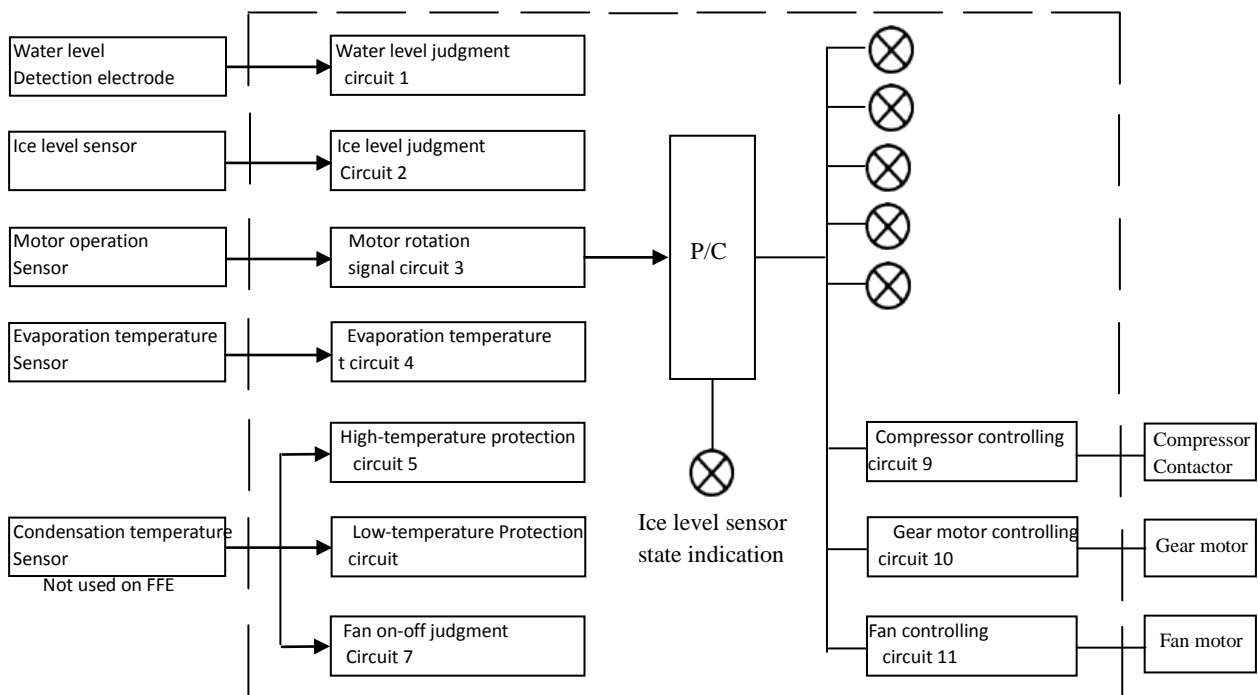 Water level
Detection electrode
Water level judgment
circuit 1
Ice level sensor
Ice level judgment
Circuit 2
Motor operation
Sensor
Motor rotation
signal circuit 3
P/C
Evaporation temperature
Sensor
Evaporation temperature
t circuit 4
High-temperature protection
circuit 5
Condensation temperature
Sensor
Not used on FFE
Low-temperature Protection
circuit
Fan on-off judgment
Circuit 7
Ice level sensor
state indication
Compressor controlling
circuit 9
Compressor
Contactor
Gear motor controlling
circuit 10
Gear motor
Fan controlling
circuit 11
Fan motor